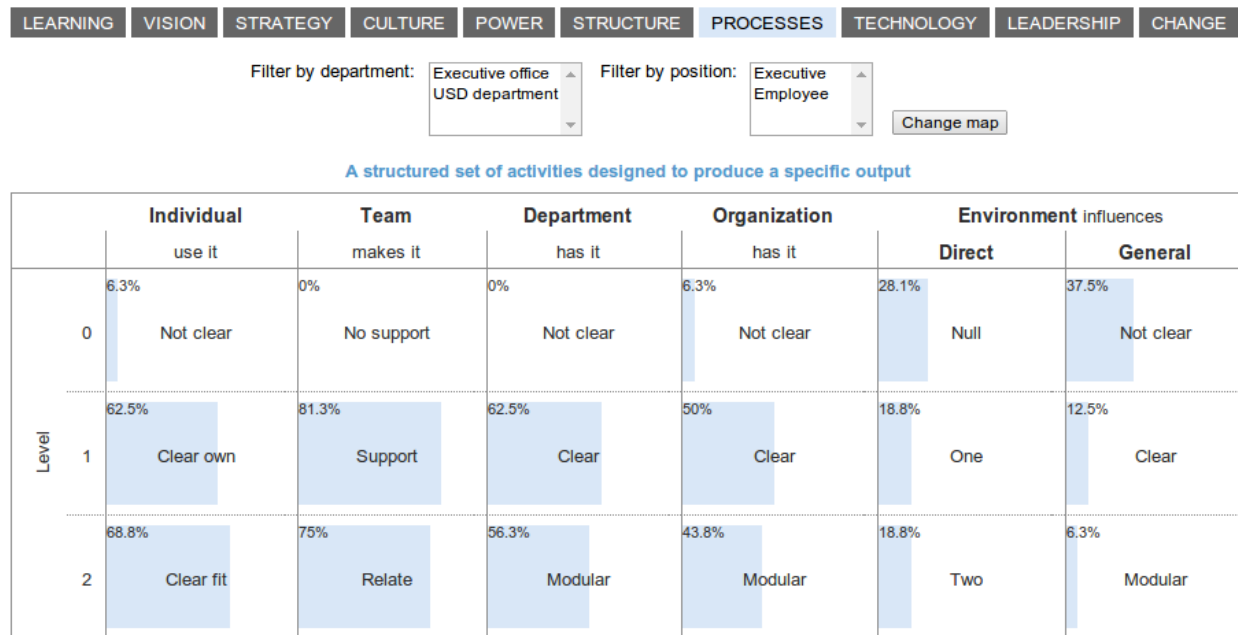 LEARNING VISION STRATEGY CULTURE POWER STRUCTURE PROCESSES TECHNOLOGY LEADERSHIP CHANGE
Filter by department: Executive office Filter by position: Executive
USD department Employee
Change map
A structured set of activities designed to produce a specific output
Individual Team Department Organization Environment influences
use it makes it has it has it Direct General
6.3% 0% 0% 6.3% 28.1% 37.5%
0 Not clear No support Not clear Not clear Null Not clear
62.5% 81.3% 62.5% 50% 18.8% 12.5%
Level 1 Clear own Support Clear Clear One Clear
68.8% 75% 56.3% 43.8% 18.8% 6.3%
2 Clear fit Relate Modular Modular Two Modular